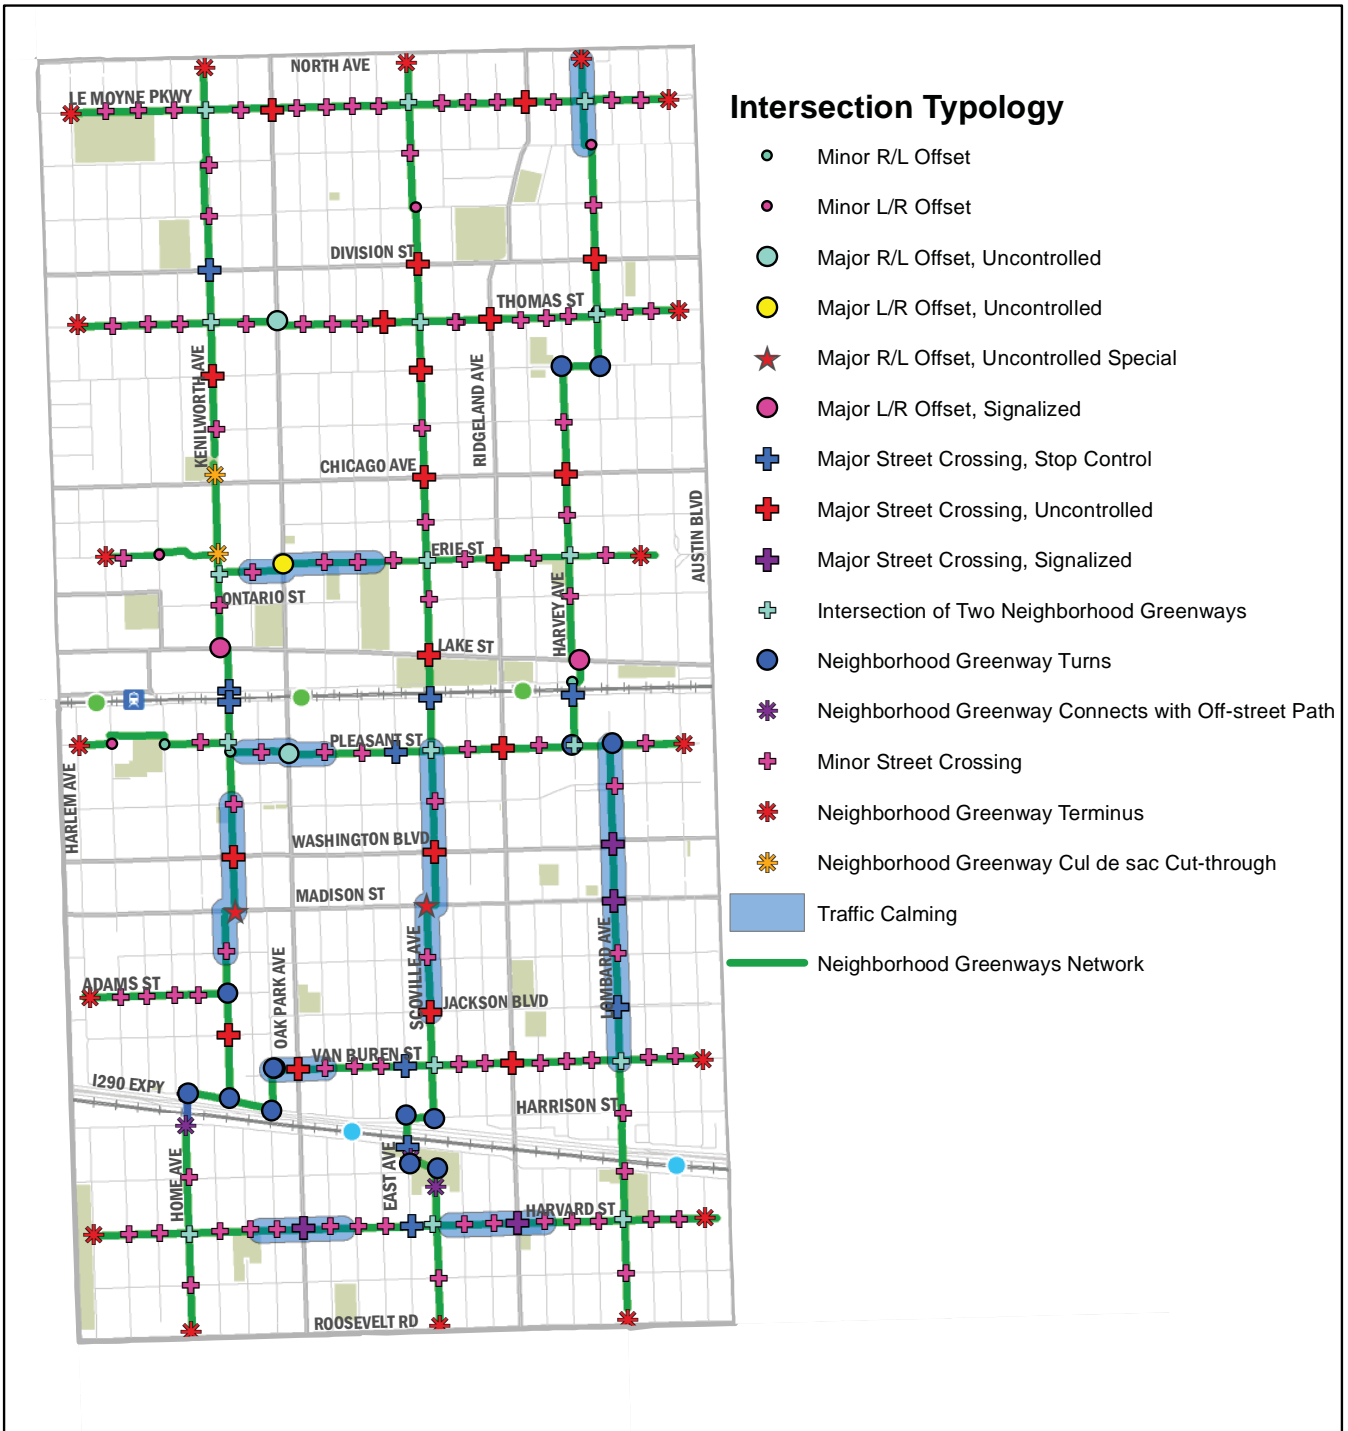 NORTH AVE
LE MOYNE PKWY
DIVISION ST
THOMAS ST
KENILWORTH AVE
RIDGELAND AVE
CHICAGO AVE
AUSTIN BLVD
ERIE ST
ONTARIO ST
HARVEY AVE
LAKE ST
PLEASANT ST
HARLEM AVE
WASHINGTON BLVD
MADISON ST
OAK PARK AVE
SCOVILLE AVE
LOMBARD AVE
ADAMS ST
JACKSON BLVD
VAN BUREN ST
I290 EXPY
HARRISON ST
HOME AVE
EAST AVE
HARVARD ST
ROOSEVELT RD
Intersection Typology
Minor R/L Offset
Minor L/R Offset
Major R/L Offset, Uncontrolled
Major L/R Offset, Uncontrolled
Major R/L Offset, Uncontrolled Special
Major L/R Offset, Signalized
Major Street Crossing, Stop Control
Major Street Crossing, Uncontrolled
Major Street Crossing, Signalized
Intersection of Two Neighborhood Greenways
Neighborhood Greenway Turns
Neighborhood Greenway Connects with Off-street Path
Minor Street Crossing
Neighborhood Greenway Terminus
Neighborhood Greenway Cul de sac Cut-through
Traffic Calming
Neighborhood Greenways Network